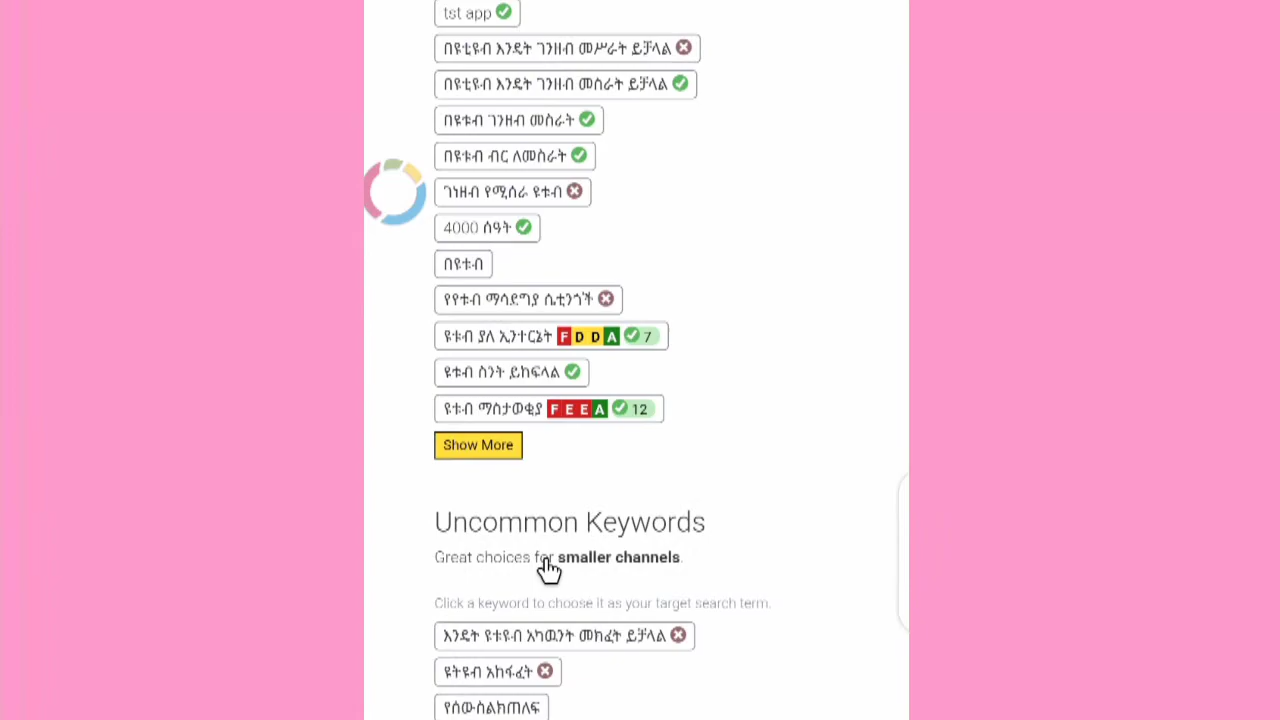 tst app
በዩቲዩብ እንዴት ገንዘብ መሥራት ይቻላል
በዩቲዩብ እንዴት ገንዘብ መስራት ይቻላል
በዩቱብ ገንዘብ መስራት
በዩቱብ ብር ለመስራት
ገነዘብ የሚሰራ ዩቱብ
4000 ሰዓት
በዩቱብ
የየቱብ ማሳደግያ ሴቲንጎች
ዩቱብ ያለ ኢንተርኔት F D D A 7
ዩቱብ ስንት ይከፍላል
ዩቱብ ማስታወቂያ F E E A 12
Show More
Uncommon Keywords
Great choices for smaller channels.
Click a keyword to choose it as your target search term.
እንዴት ዩቱዩብ አካዉንት መክፈት ይቻላል
ዩትዩብ አከፋፈት
የሰውስልክጠለፍ